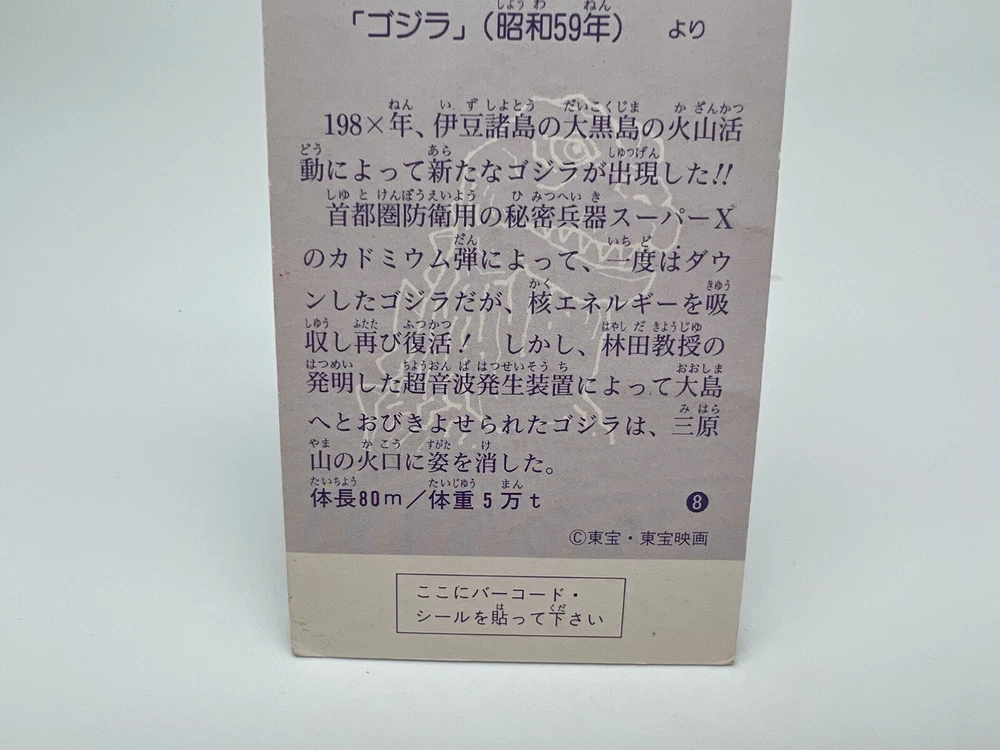 「ゴジラ」（昭和59年） より
198×年、伊豆諸島の大黒島の火山活
動によって新たなゴジラが出現した!!
首都圏防衛用の秘密兵器スーパーX
のカドミウム弾によって、一度はダウ
ンしたゴジラだが、核エネルギーを吸
収し再び復活！ しかし、林田教授の
発明した超音波発生装置によって大島
へとおびきよせられたゴジラは、三原
山の火口に姿を消した。
体長80m／体重5万t
8
©東宝・東宝映画
ここにバーコード・
シールを貼って下さい